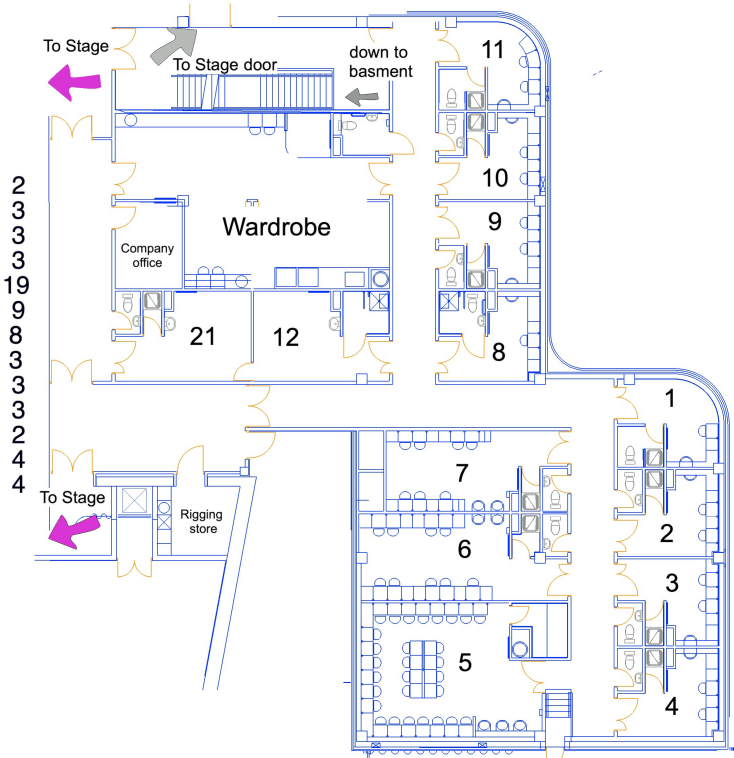 To Stage
To Stage door
down to
basment
11
10
9
8
Wardrobe
Company
office
21
12
2
3
3
3
19
9
8
3
3
3
2
4
4
To Stage
Rigging
store
7
6
5
1
2
3
4